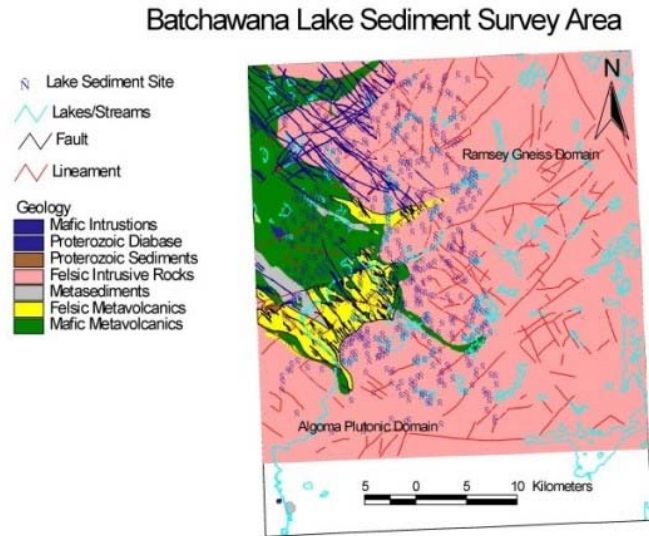 Batchawana Lake Sediment Survey Area
Ñ Lake Sediment Site
Lakes/Streams
Fault
Lineament
Geology
Mafic Intrustions
Proterozoic Diabase
Proterozoic Sediments
Felsic Intrusive Rocks
Metasediments
Felsic Metavolcanics
Mafic Metavolcanics
N
Ramsey Gneiss Domain
Algoma Plutonic Domain
5 0 5 10 Kilometers